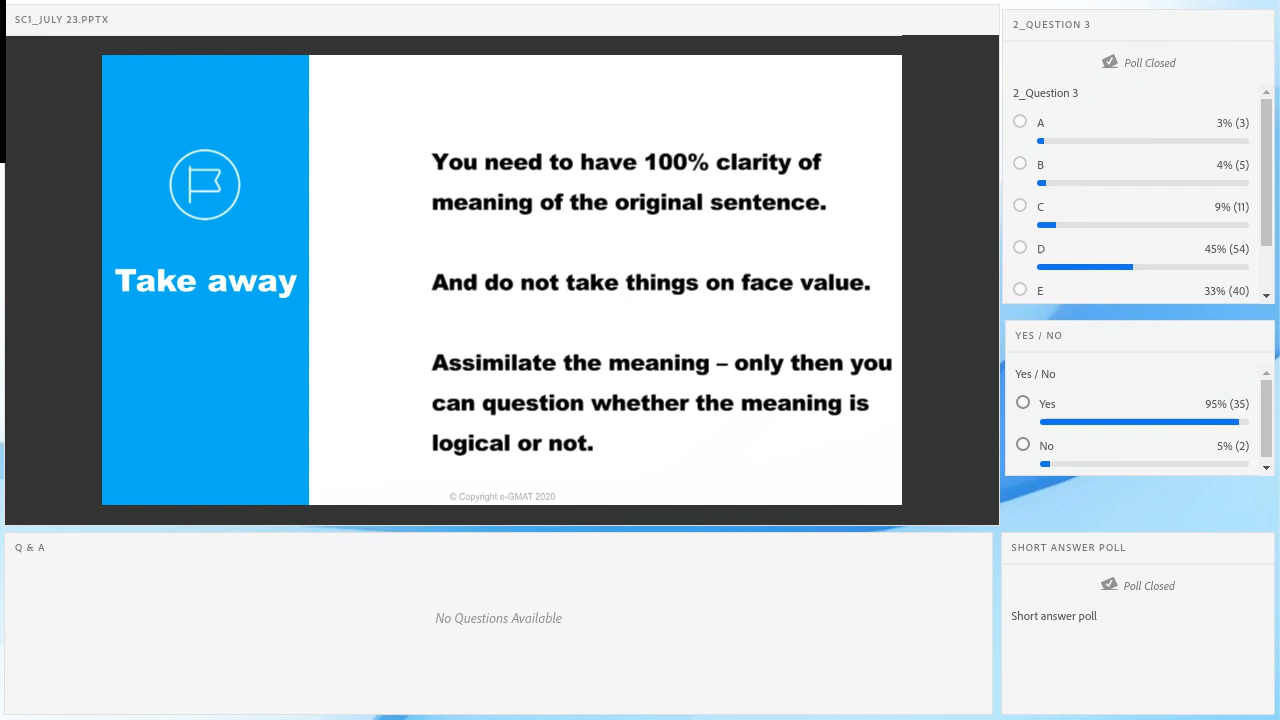 SC1_JULY 23.PPTX
Take away
You need to have 100% clarity of
meaning of the original sentence.
And do not take things on face value.
Assimilate the meaning – only then you
can question whether the meaning is
logical or not.
© Copyright e-GMAT 2020
2_QUESTION 3
Poll Closed
2_Question 3
A 3% (3)
B 4% (5)
C 9% (11)
D 45% (54)
E 33% (40)
YES / NO
Yes / No
Yes 95% (35)
No 5% (2)
Q & A
No Questions Available
SHORT ANSWER POLL
Poll Closed
Short answer poll